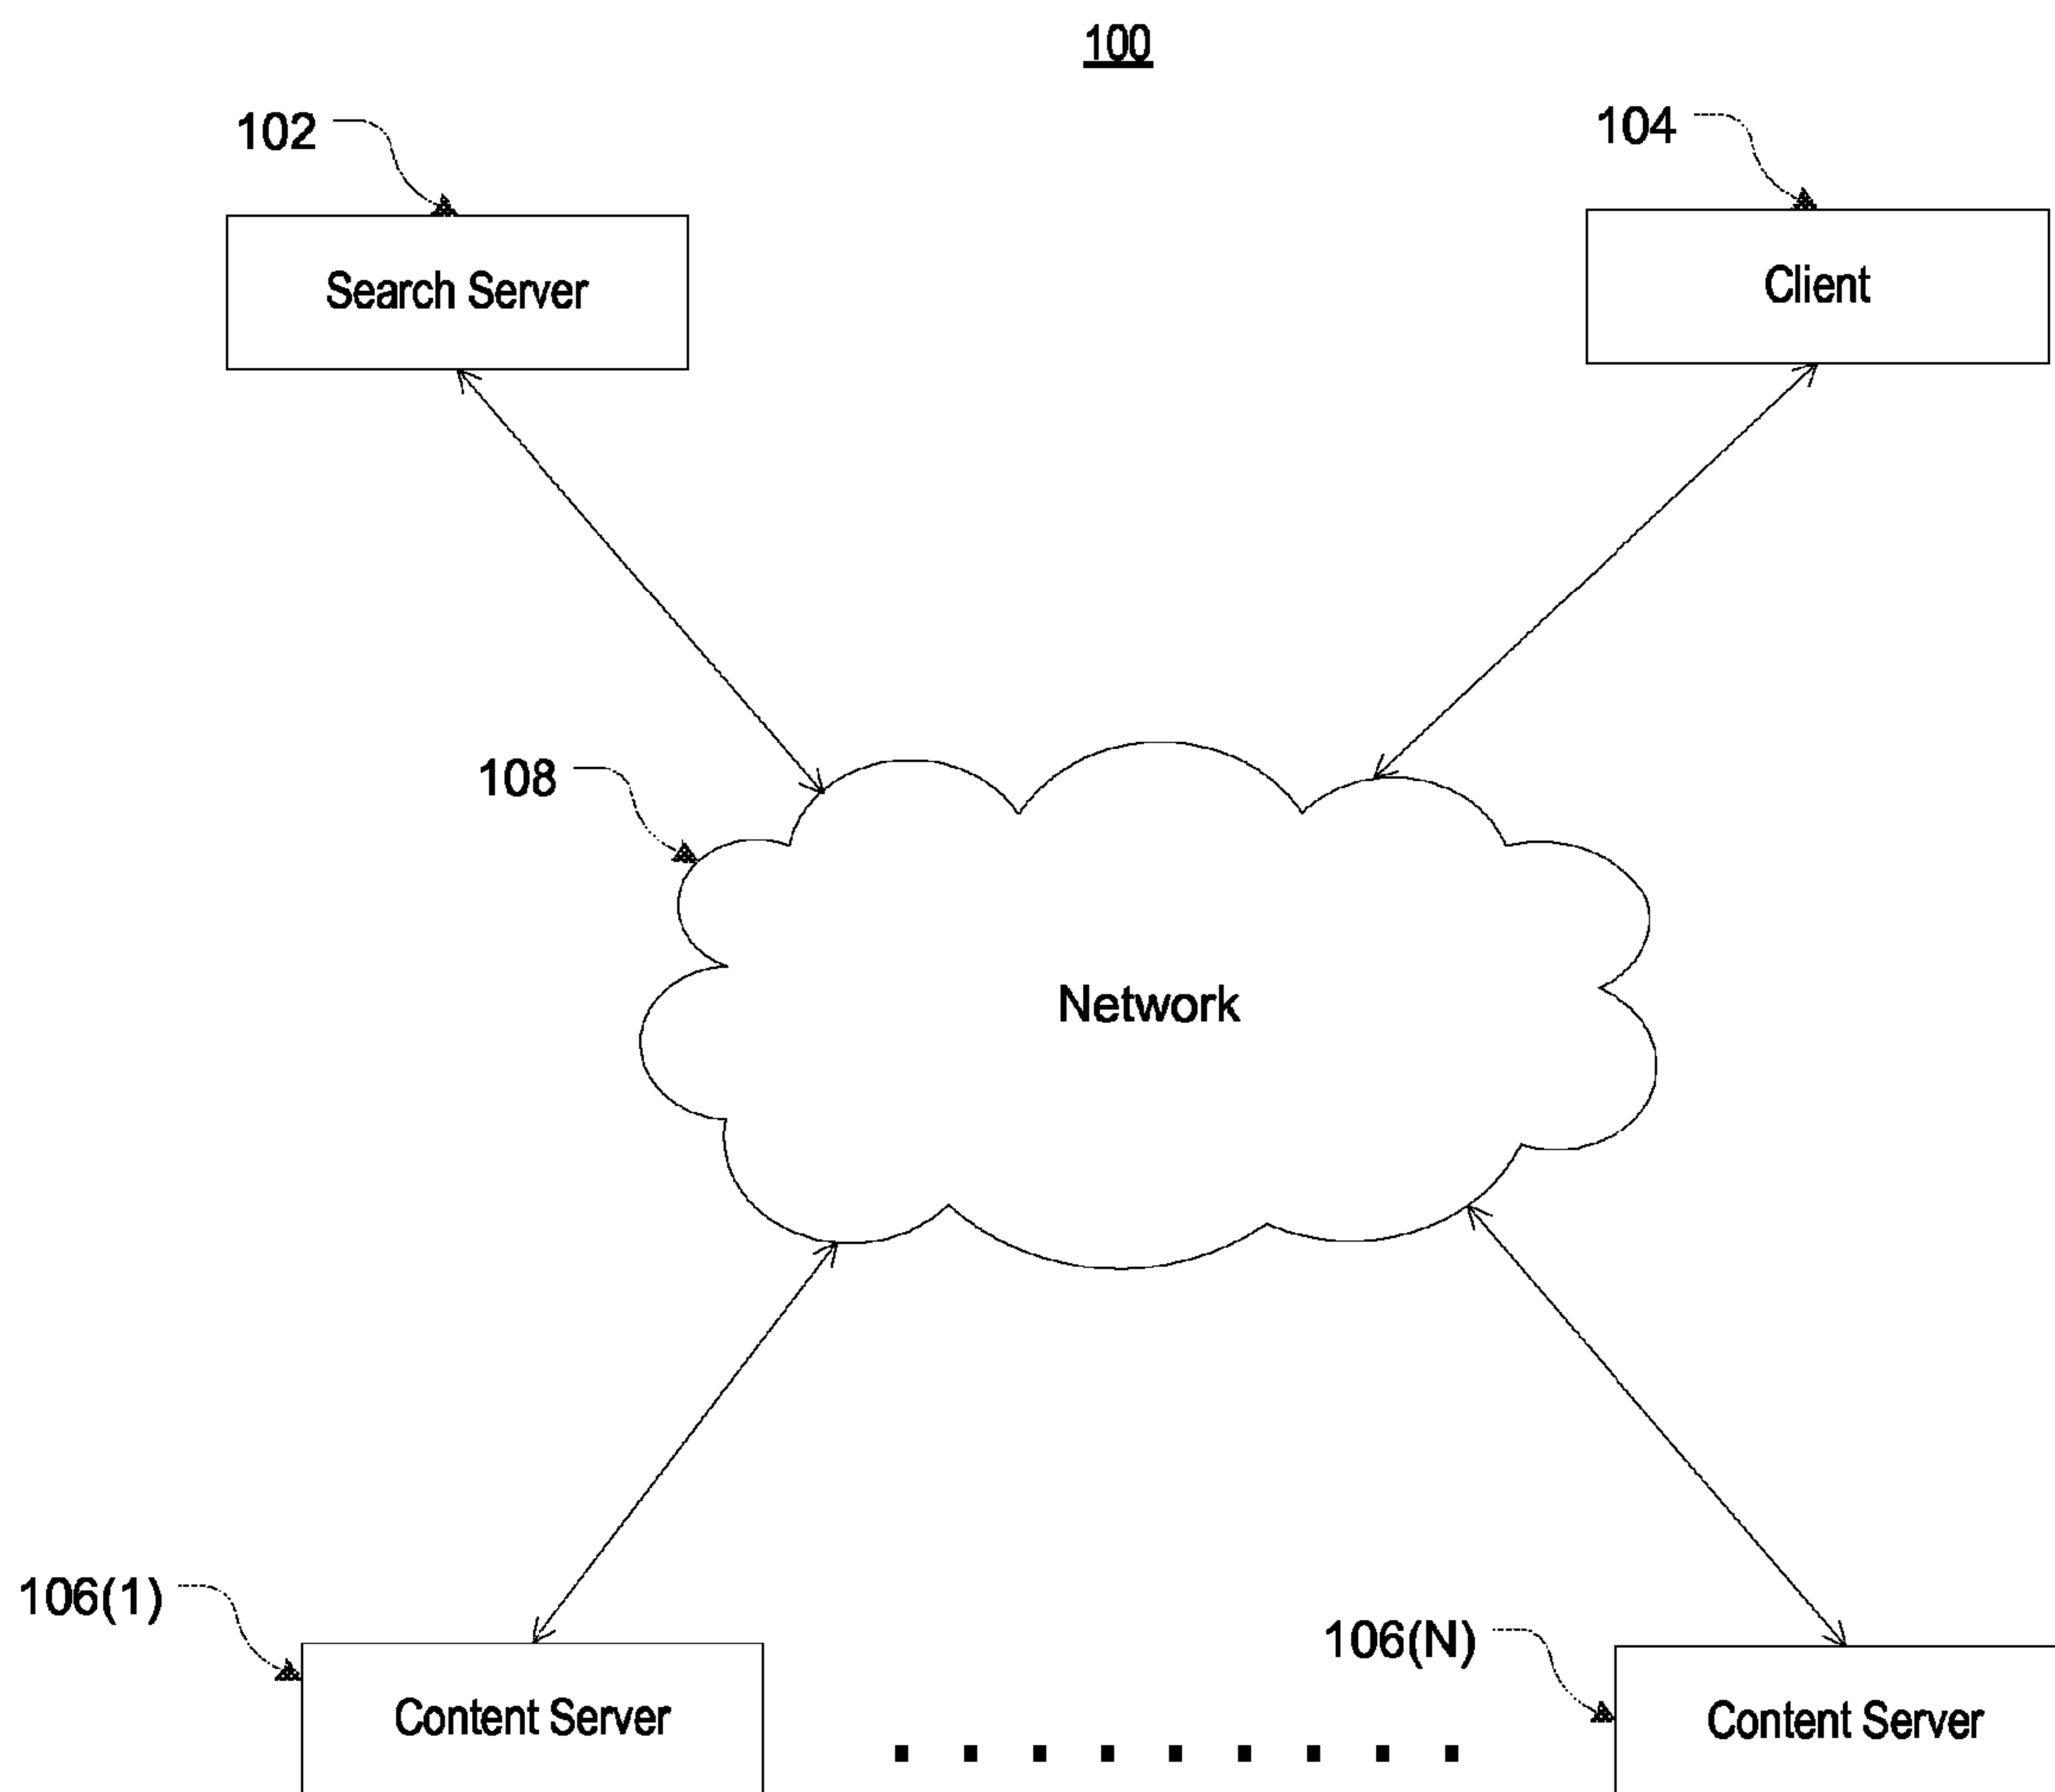 100
102
104
Search Server
Client
108
Network
106(1)
106(N)
Content Server
Content Server